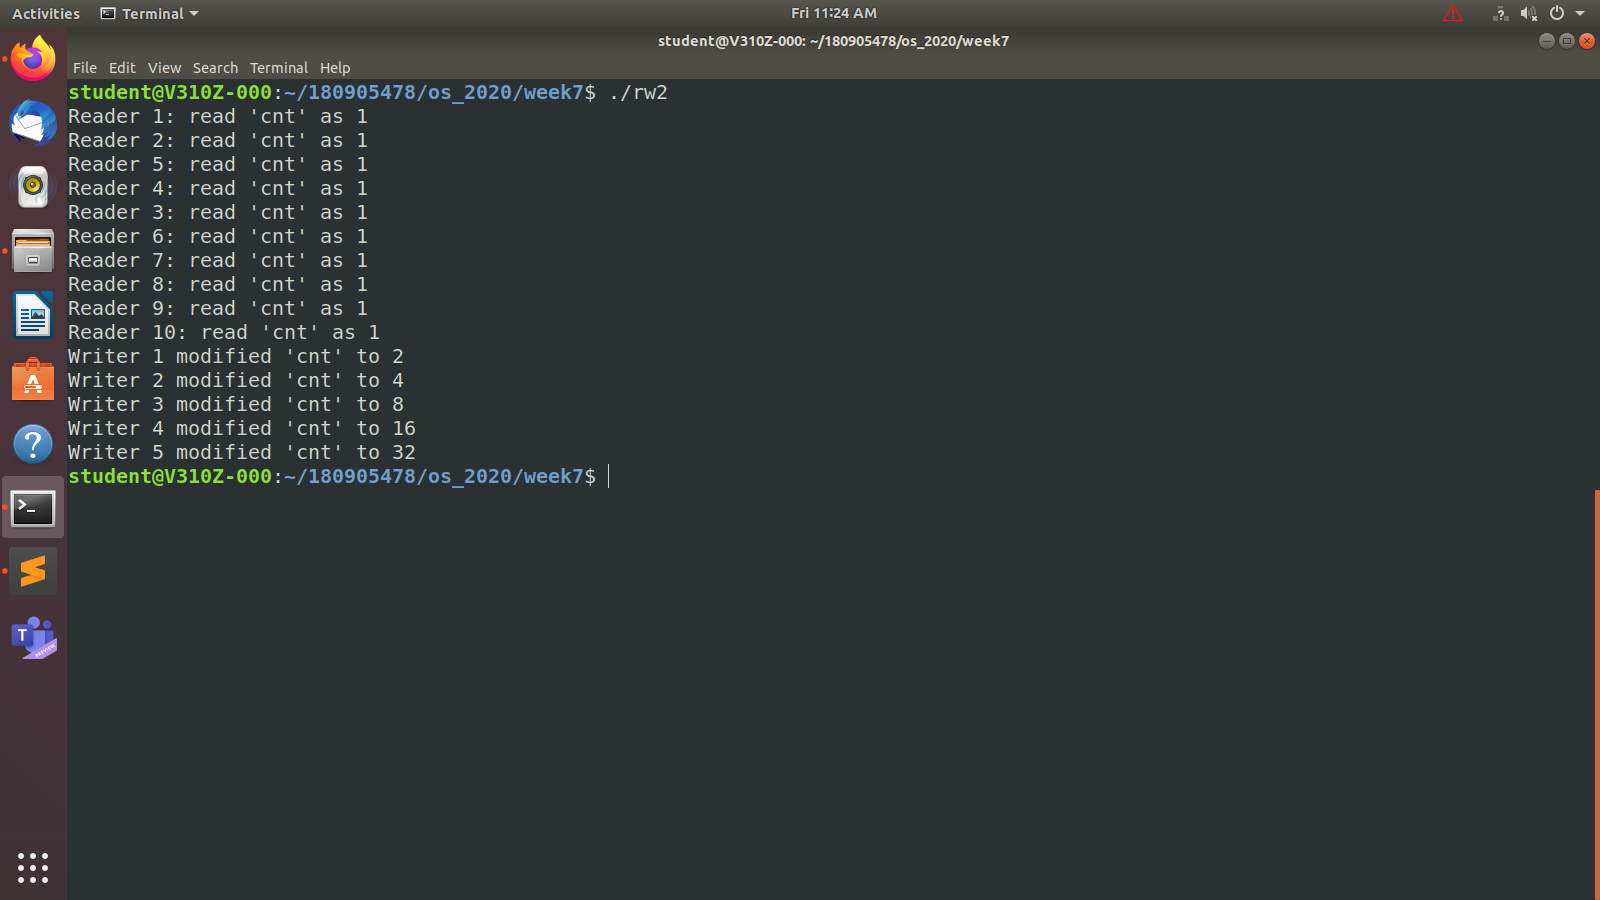 Activities Terminal Fri 11:24 AM
student@V310Z-000: ~/180905478/os_2020/week7
File Edit View Search Terminal Help
student@V310Z-000:~/180905478/os_2020/week7$ ./rw2
Reader 1: read 'cnt' as 1
Reader 2: read 'cnt' as 1
Reader 5: read 'cnt' as 1
Reader 4: read 'cnt' as 1
Reader 3: read 'cnt' as 1
Reader 6: read 'cnt' as 1
Reader 7: read 'cnt' as 1
Reader 8: read 'cnt' as 1
Reader 9: read 'cnt' as 1
Reader 10: read 'cnt' as 1
Writer 1 modified 'cnt' to 2
Writer 2 modified 'cnt' to 4
Writer 3 modified 'cnt' to 8
Writer 4 modified 'cnt' to 16
Writer 5 modified 'cnt' to 32
student@V310Z-000:~/180905478/os_2020/week7$
T
PREVIEW